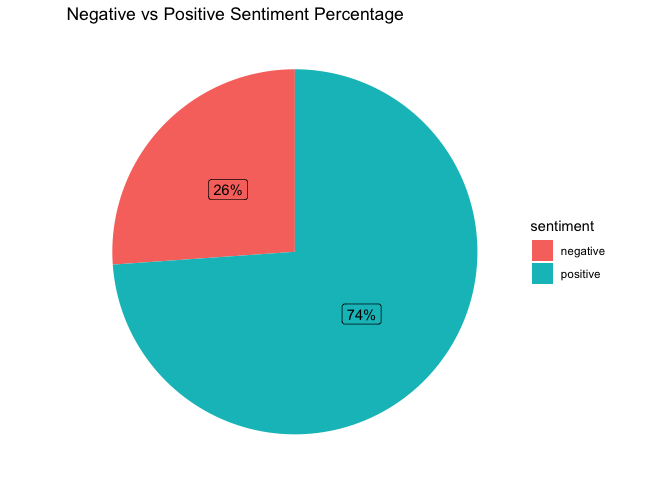 Negative vs Positive Sentiment Percentage
26%
74%
sentiment
negative
positive